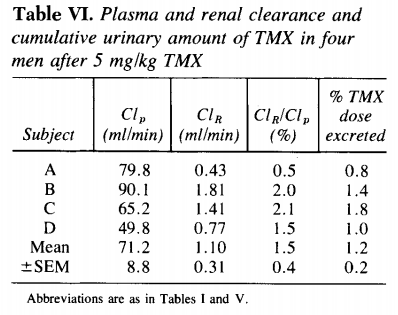 Table VI. Plasma and renal clearance and
cumulative urinary amount of TMX in four
men after 5 mg/kg TMX
% TMX
Clp ClR ClR/Clp dose
Subject (ml/min) (ml/min) (%) excreted
A 79.8 0.43 0.5 0.8
B 90.1 1.81 2.0 1.4
C 65.2 1.41 2.1 1.8
D 49.8 0.77 1.5 1.0
Mean 71.2 1.10 1.5 1.2
±SEM 8.8 0.31 0.4 0.2
Abbreviations are as in Tables I and V.